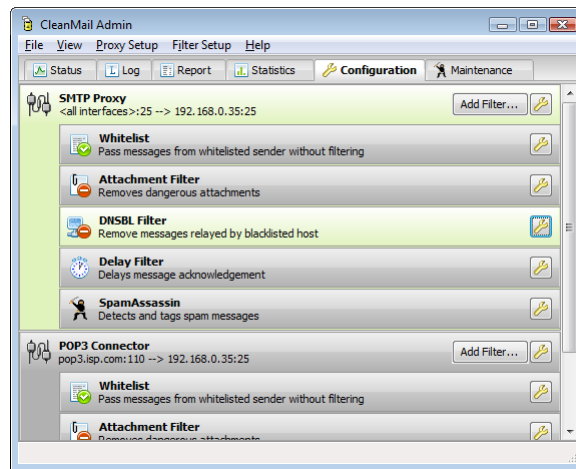 CleanMail Admin
File View Proxy Setup Filter Setup Help
Status Log Report Statistics Configuration Maintenance
SMTP Proxy
<all interfaces>:25 --> 192.168.0.35:25
Add Filter...
Whitelist
Pass messages from whitelisted sender without filtering
Attachment Filter
Removes dangerous attachments
DNSBL Filter
Remove messages relayed by blacklisted host
Delay Filter
Delays message acknowledgement
SpamAssassin
Detects and tags spam messages
POP3 Connector
pop3.isp.com:110 --> 192.168.0.35:25
Add Filter...
Whitelist
Pass messages from whitelisted sender without filtering
Attachment Filter
Removes dangerous attachments